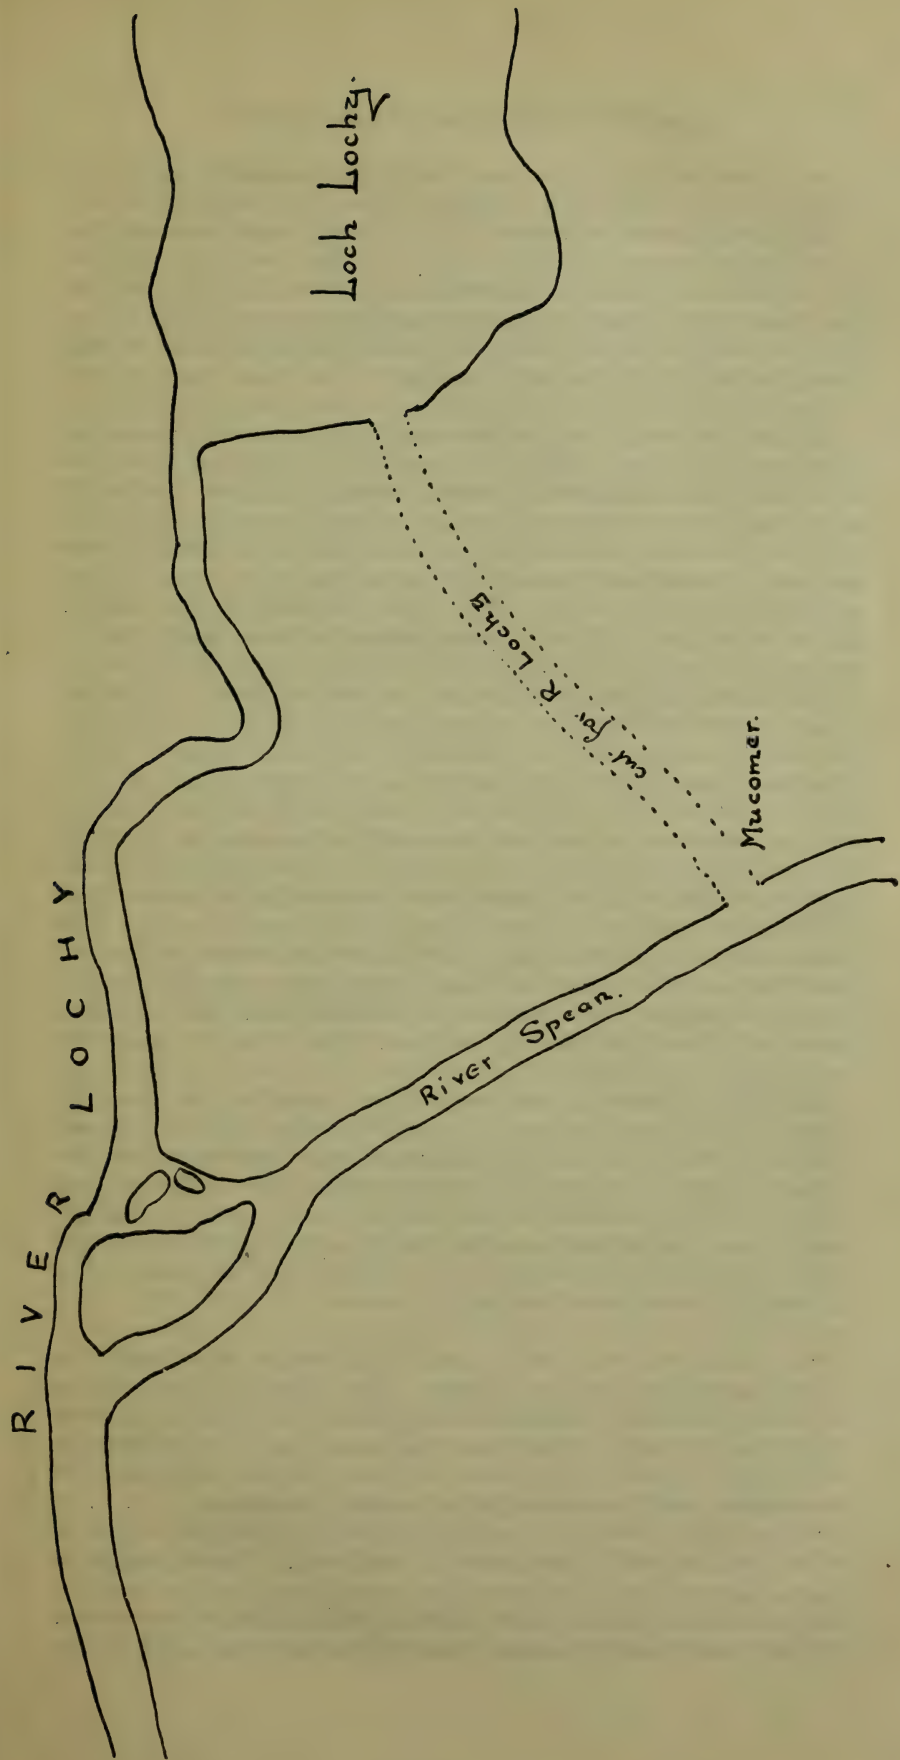 RIVER LOCHY
Loch Lochy.
cut for R Lochy
River Spean.
Mucomer.